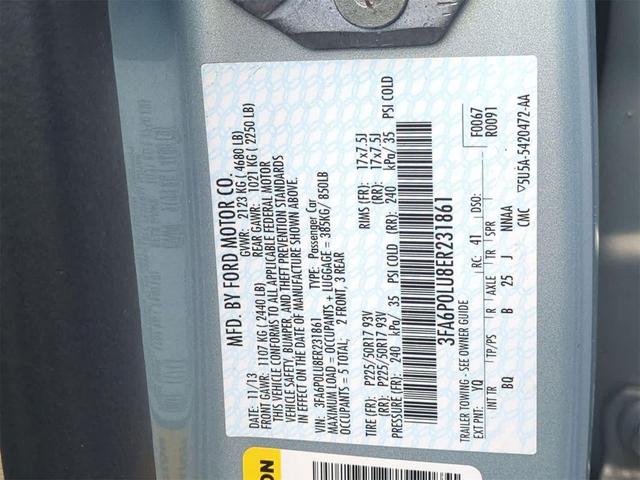 MFD. BY FORD MOTOR CO.
DATE: 11/13 GVWR: 2123 KG ( 4680 LB)
FRONT GAWR: 1107 KG ( 2440 LB) REAR GAWR: 1021 KG ( 2250 LB)
THIS VEHICLE CONFORMS TO ALL APPLICABLE FEDERAL MOTOR
VEHICLE SAFETY, BUMPER, AND THEFT PREVENTION STANDARDS
IN EFFECT ON THE DATE OF MANUFACTURE SHOWN ABOVE.
VIN: 3FA6P0LU8ER231861 TYPE: Passenger Car
MAXIMUM LOAD = OCCUPANTS + LUGGAGE = 385KG/ 850LB
OCCUPANTS = 5 TOTAL; 2 FRONT, 3 REAR
TIRE (FR): P225/50R17 93V RIMS (FR): 17x7.5J
(RR): P225/50R17 93V (RR): 17x7.5J
PRESSURE (FR): 240 kPa/ 35 PSI COLD (RR): 240 kPa/ 35 PSI COLD
3FA6P0LU8ER231861
TRAILER TOWING - SEE OWNER GUIDE F0067
EXT PNT: YQ RC: 41 DSO: R0091
INT TR TP/PS R AXLE TR SPR
BQ B 25 J NNAA
CMC ▽5U5A-5420472-AA
ON